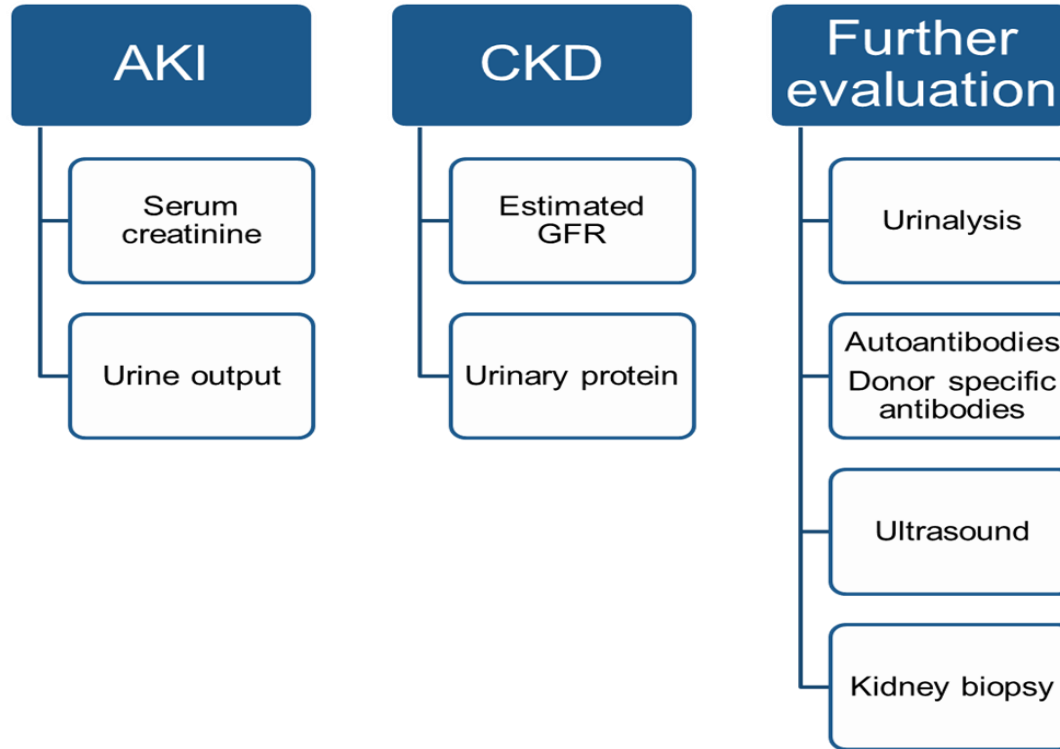 AKI
Serum
creatinine
Urine output
CKD
Estimated
GFR
Urinary protein
Further
evaluation
Urinalysis
Autoantibodies
Donor specific
antibodies
Ultrasound
Kidney biopsy